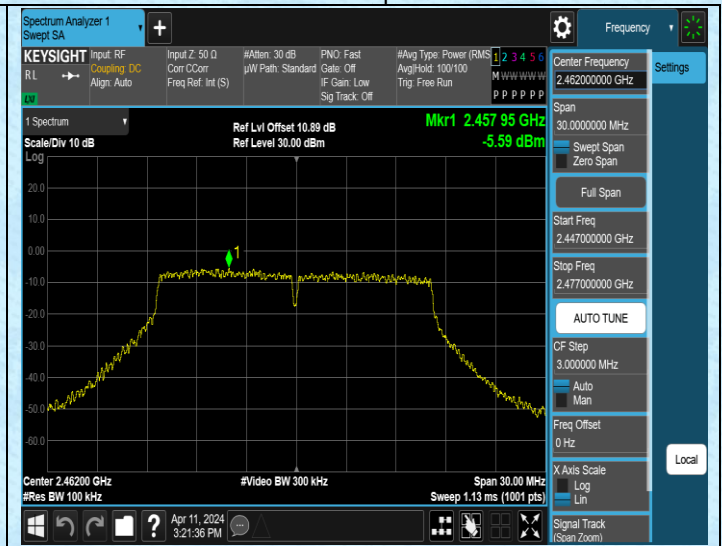 Spectrum Analyzer 1
Swept SA
+
Frequency
KEYSIGHT
RL
LXI
Input: RF
Coupling: DC
Align: Auto
Input Z: 50 Ω
Corr CCorr
Freq Ref: Int (S)
#Atten: 30 dB
µW Path: Standard
PNO: Fast
Gate: Off
IF Gain: Low
Sig Track: Off
#Avg Type: Power (RMS
Avg|Hold: 100/100
Trig: Free Run
1 2 3 4 5 6
M W W W W W
P P P P P P
Center Frequency
2.462000000 GHz
Settings
Span
30.0000000 MHz
Swept Span
Zero Span
Full Span
Start Freq
2.447000000 GHz
Stop Freq
2.477000000 GHz
AUTO TUNE
CF Step
3.000000 MHz
Auto
Man
Freq Offset
0 Hz
X Axis Scale
Log
Lin
Signal Track
(Span Zoom)
Local
1 Spectrum
Scale/Div 10 dB
Ref Lvl Offset 10.89 dB
Ref Level 30.00 dBm
Mkr1 2.457 95 GHz
-5.59 dBm
Log
20.0
10.0
0.00
-10.0
-20.0
-30.0
-40.0
-50.0
-60.0
1
Center 2.46200 GHz
#Res BW 100 kHz
#Video BW 300 kHz
Span 30.00 MHz
Sweep 1.13 ms (1001 pts)
?
Apr 11, 2024
3:21:36 PM